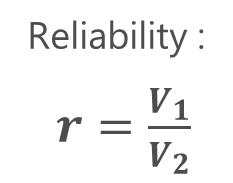 Reliability :
r = V₁ / V₂